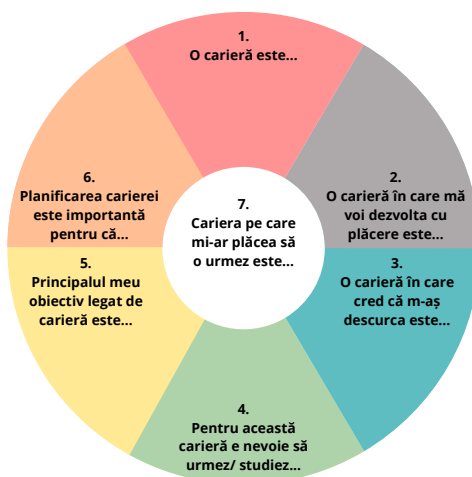 1.
O carieră este...
2.
O carieră în care mă
voi dezvolta cu
plăcere este...
3.
O carieră în care
cred că m-aș
descurca este...
4.
Pentru această
carieră e nevoie să
urmez/ studiez...
5.
Principalul meu
obiectiv legat de
carieră este...
6.
Planificarea carierei
este importantă
pentru că...
7.
Cariera pe care
mi-ar plăcea să
o urmez este...